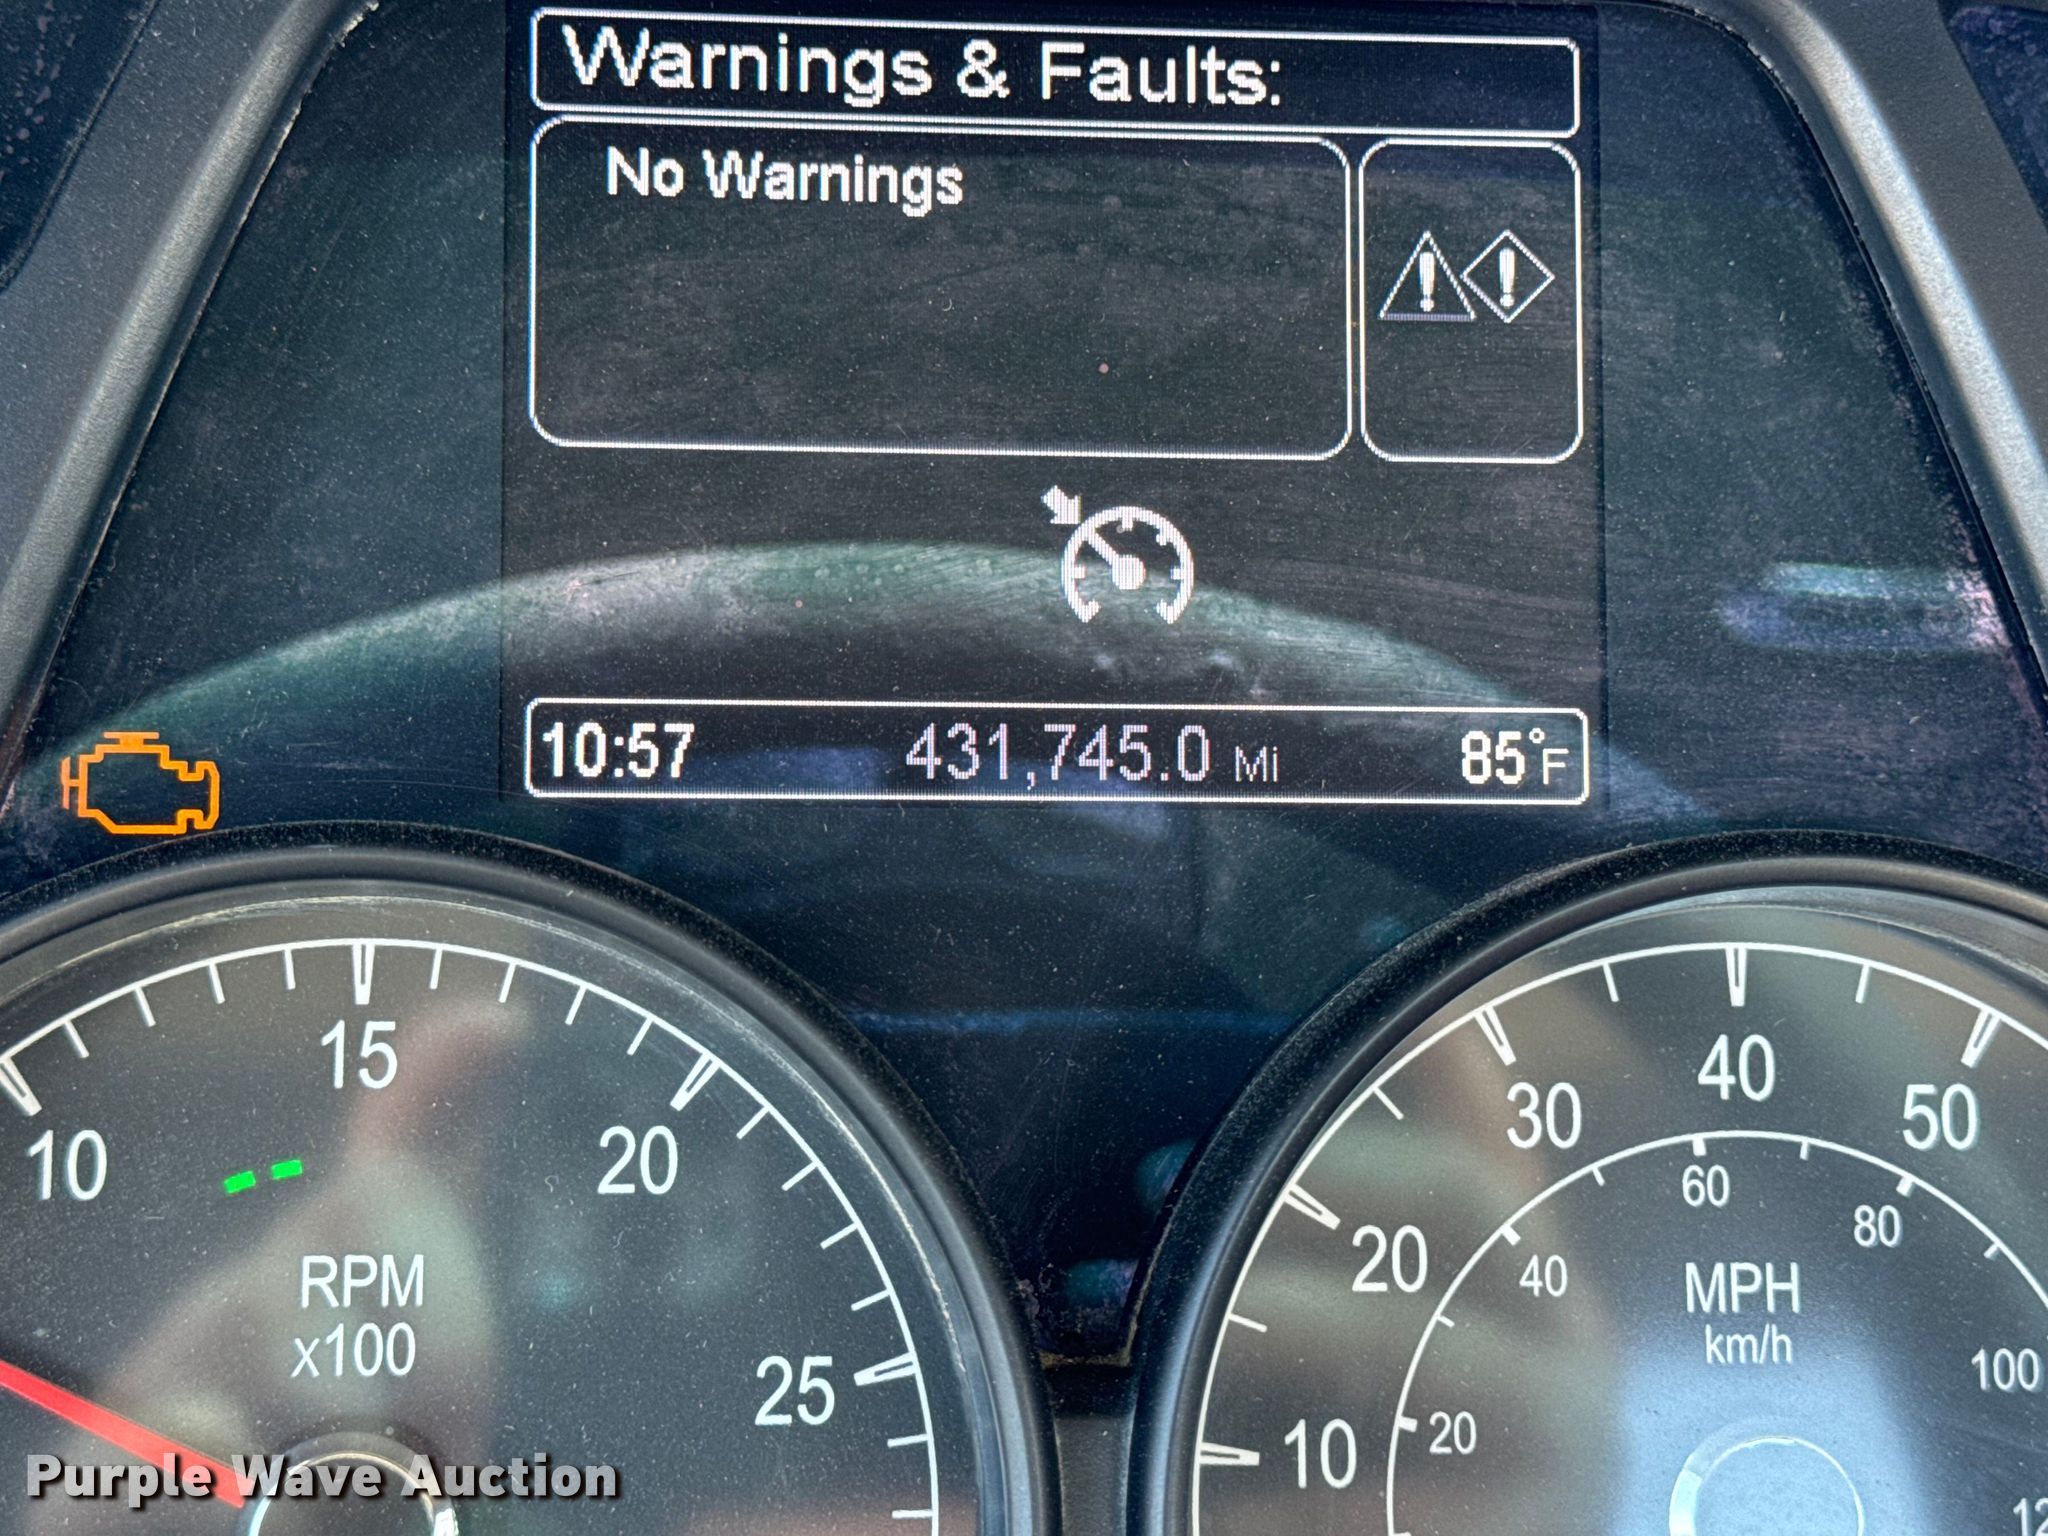 Warnings & Faults:
No Warnings
10:57 431,745.0 Mi 85°F
10 15 20 25
RPM
x100
10 20 30 40 50
20 40 60 80 100
MPH
km/h
Purple Wave Auction